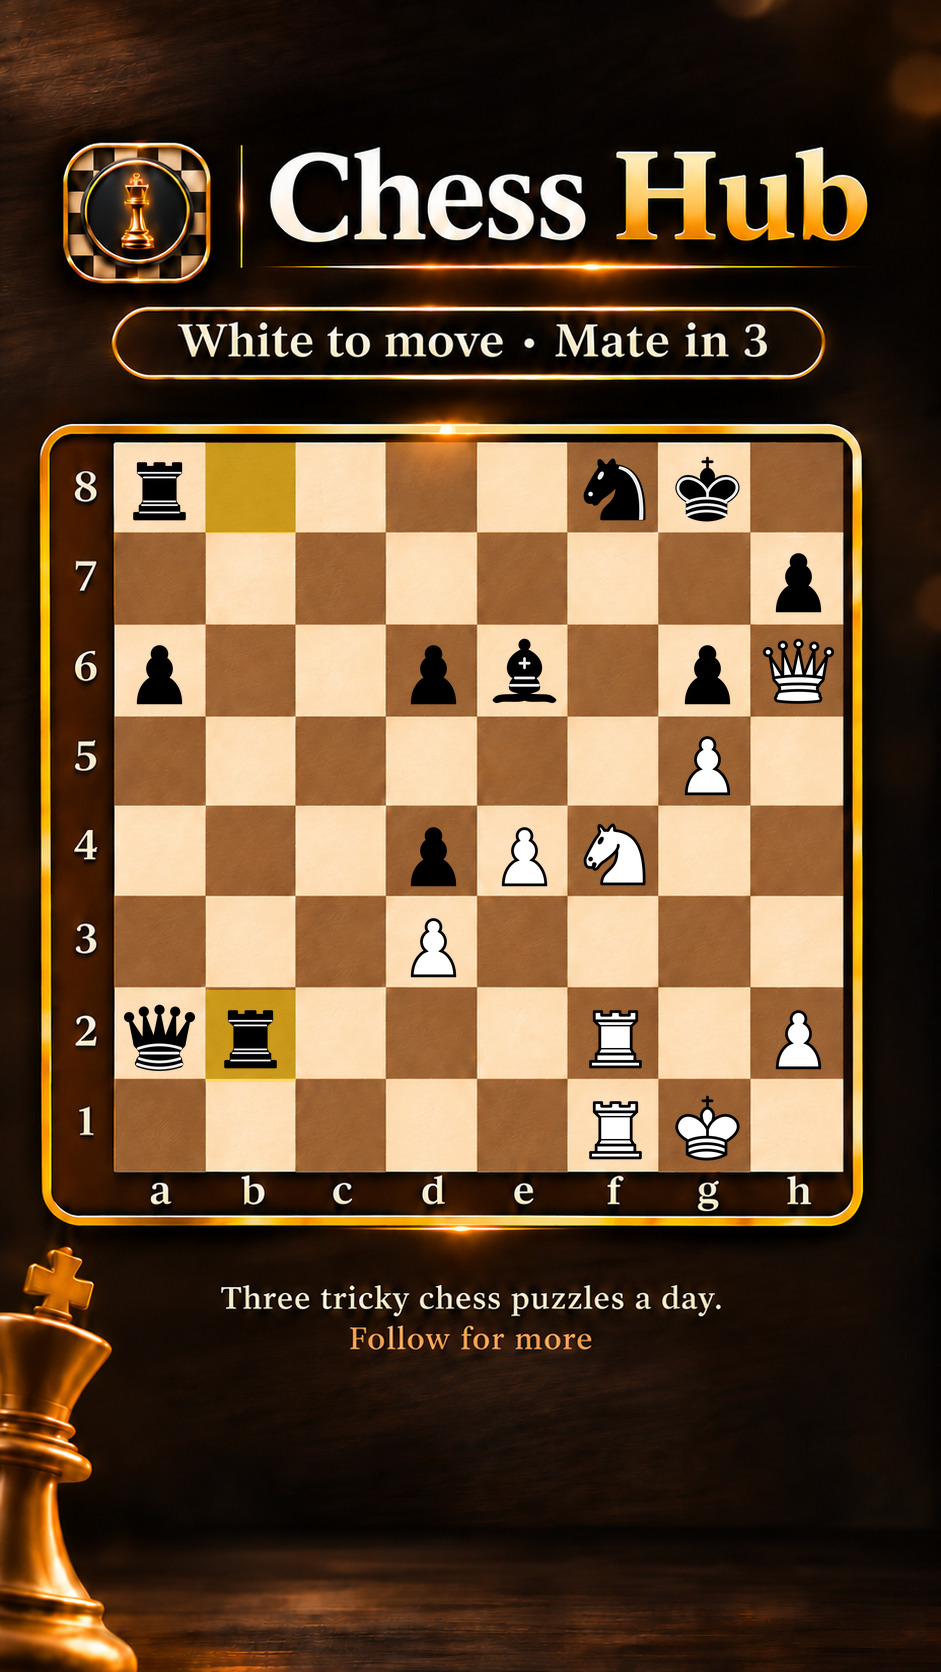 Chess Hub
White to move • Mate in 3
8
7
6
5
4
3
2
1
a b c d e f g h
Three tricky chess puzzles a day.
Follow for more